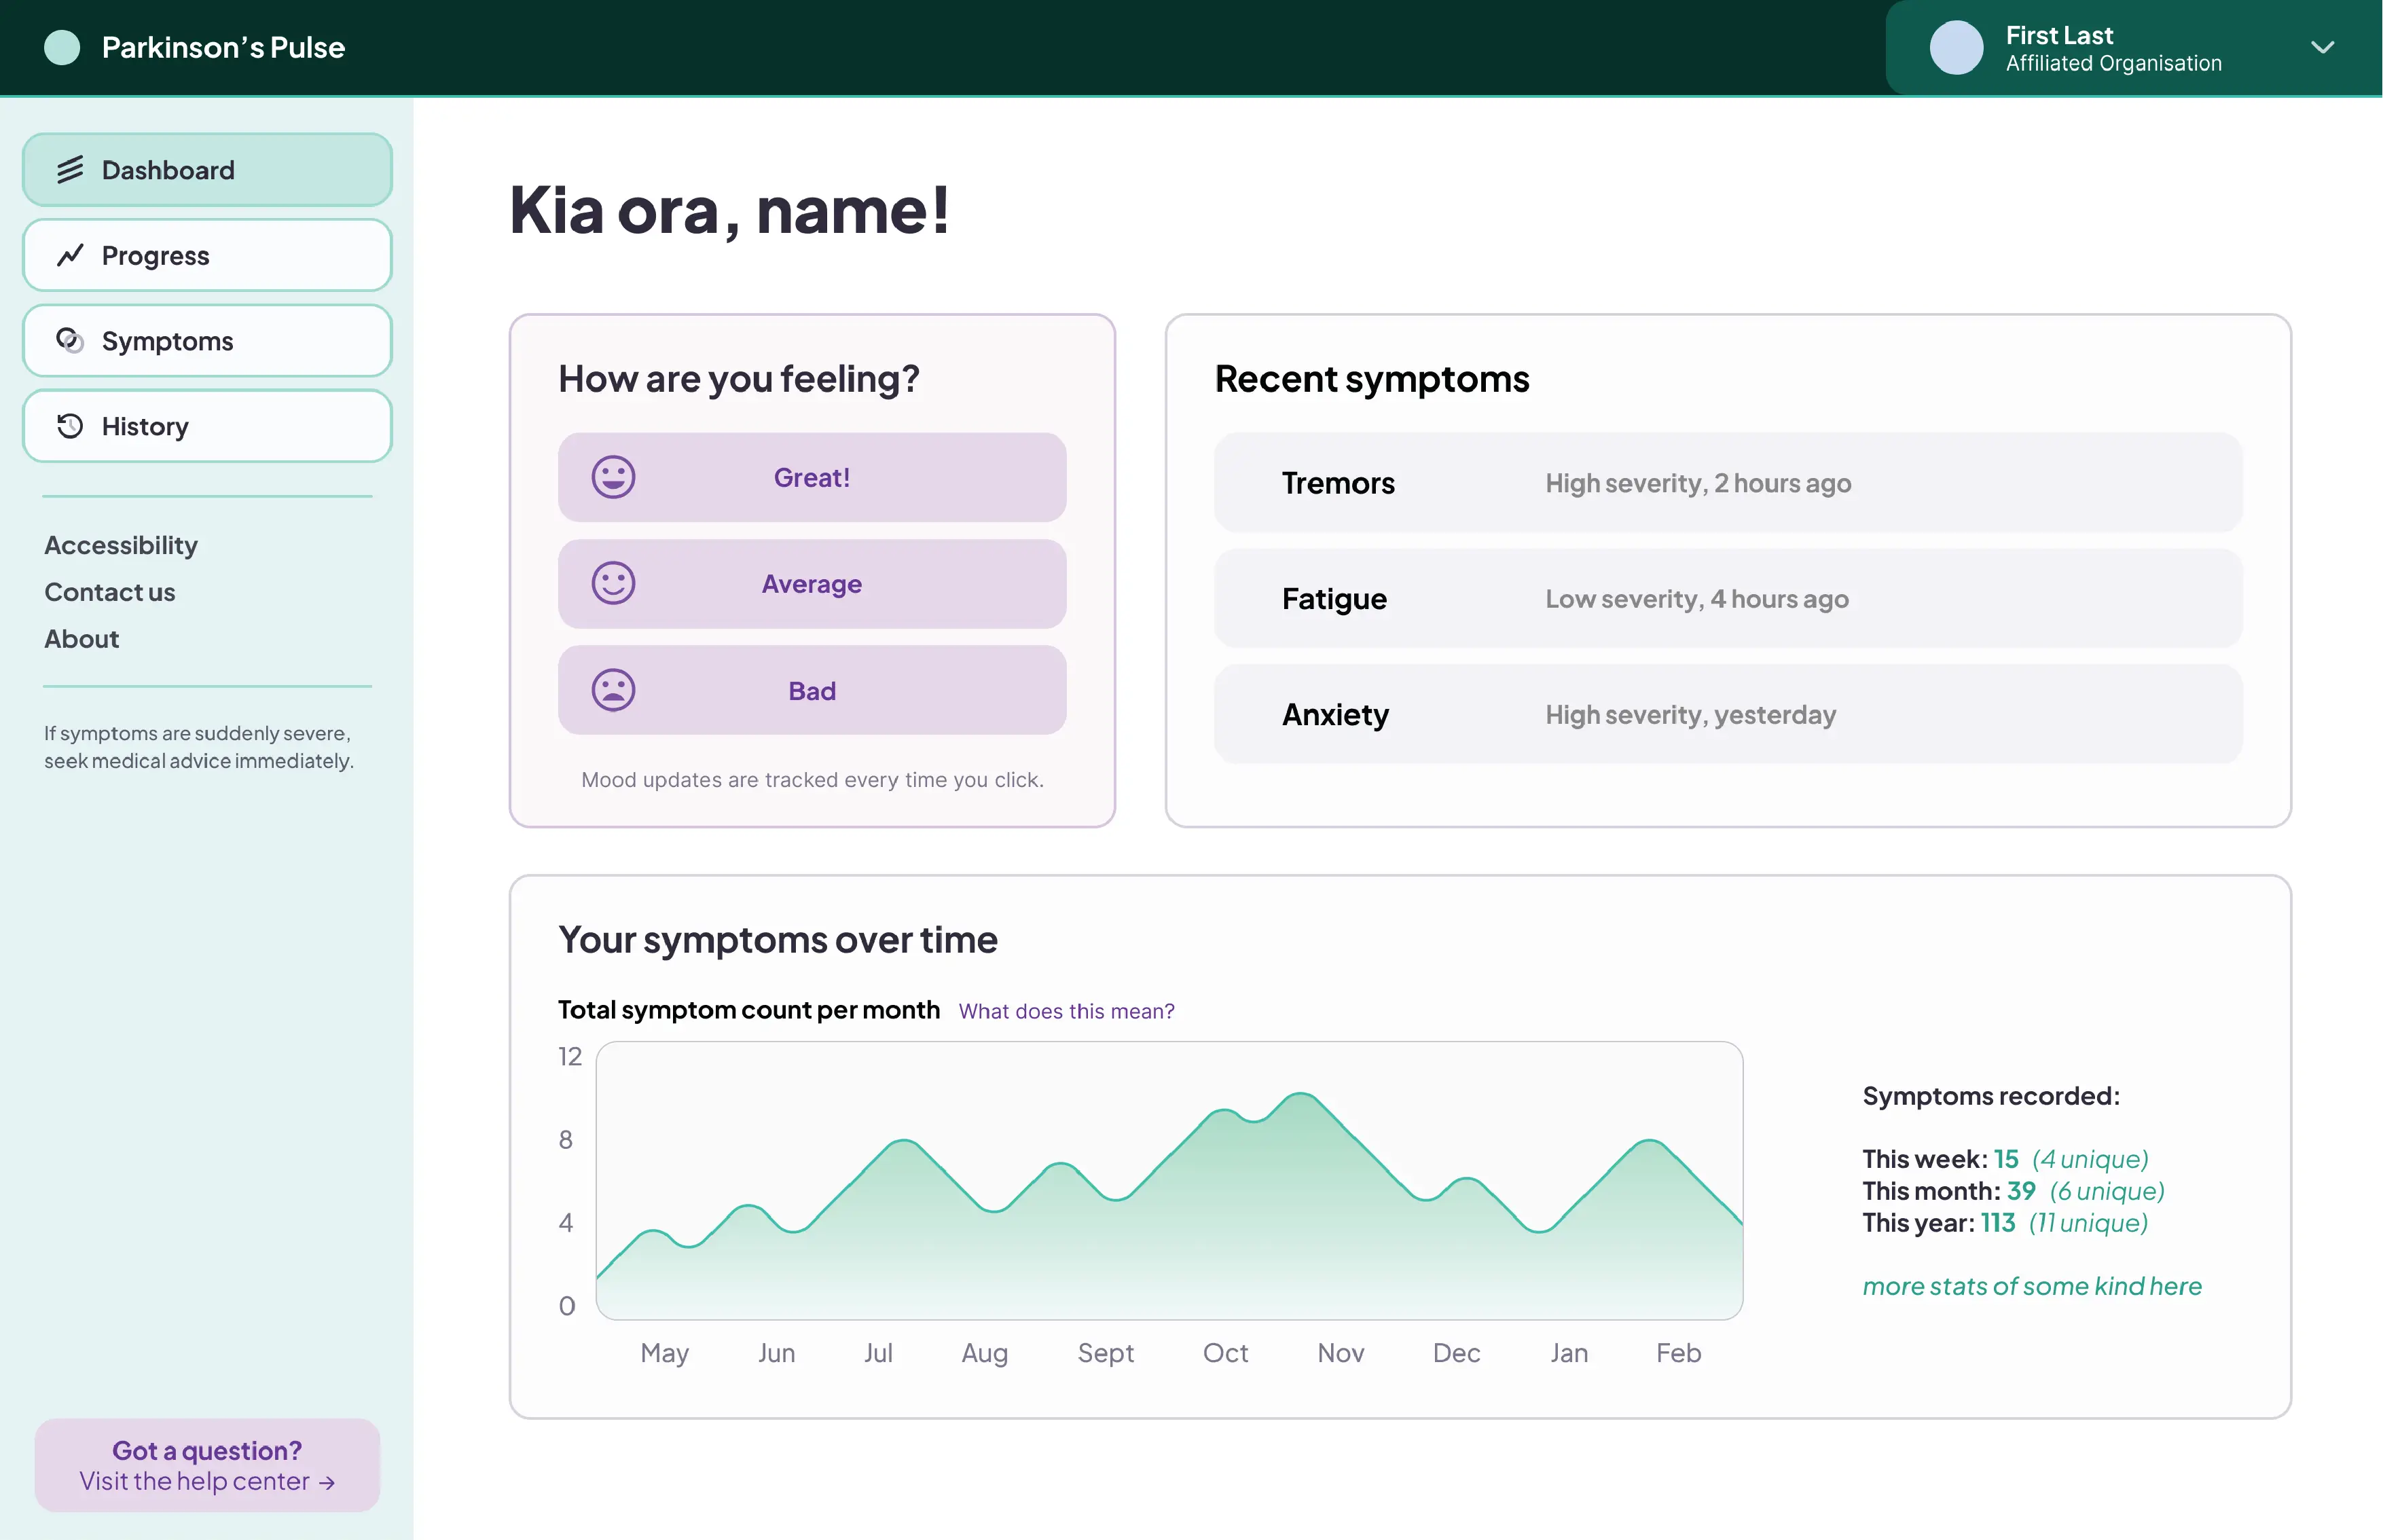 Parkinson’s Pulse
First Last
Affiliated Organisation
Dashboard
Progress
Symptoms
History
Accessibility
Contact us
About
If symptoms are suddenly severe,
seek medical advice immediately.
Got a question?
Visit the help center →
Kia ora, name!
How are you feeling?
Great!
Average
Bad
Mood updates are tracked every time you click.
Recent symptoms
Tremors High severity, 2 hours ago
Fatigue Low severity, 4 hours ago
Anxiety High severity, yesterday
Your symptoms over time
Total symptom count per month What does this mean?
12
8
4
0
May Jun Jul Aug Sept Oct Nov Dec Jan Feb
Symptoms recorded:
This week: 15 (4 unique)
This month: 39 (6 unique)
This year: 113 (11 unique)
more stats of some kind here